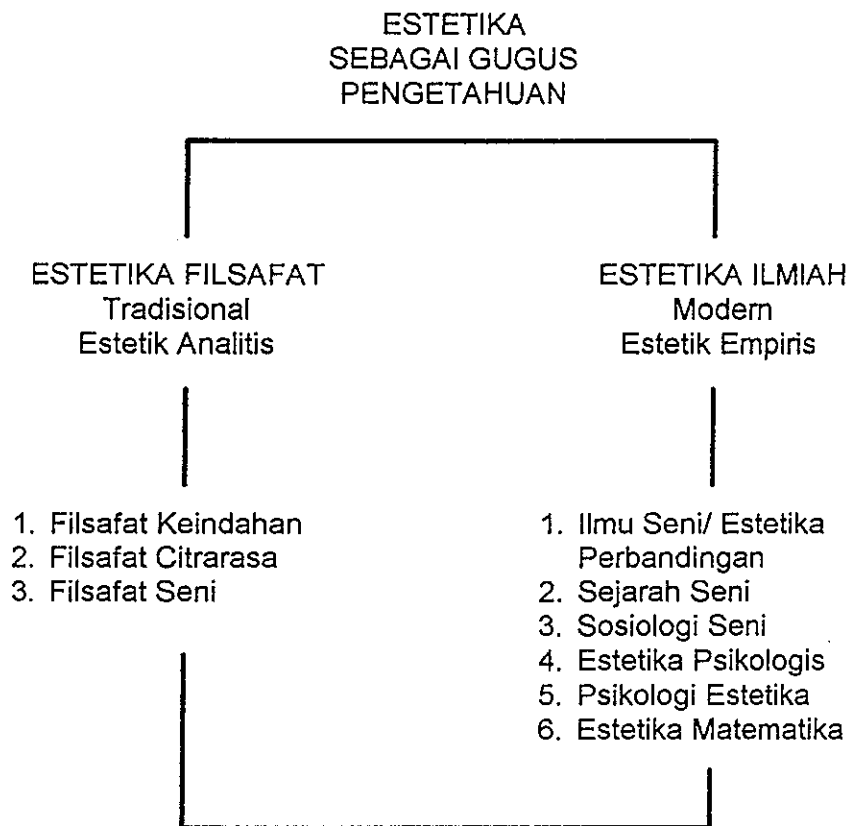 ESTETIKA
SEBAGAI GUGUS
PENGETAHUAN
ESTETIKA FILSAFAT
Tradisional
Estetik Analitis
ESTETIKA ILMIAH
Modern
Estetik Empiris
1. Filsafat Keindahan
2. Filsafat Citrarasa
3. Filsafat Seni
1. Ilmu Seni/ Estetika
Perbandingan
2. Sejarah Seni
3. Sosiologi Seni
4. Estetika Psikologis
5. Psikologi Estetika
6. Estetika Matematika